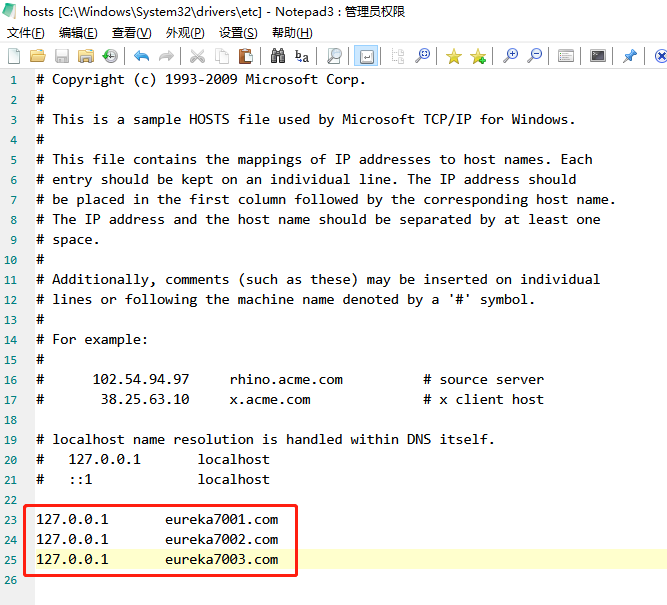 hosts [C:\Windows\System32\drivers\etc] - Notepad3 : 管理员权限
文件(F) 编辑(E) 查看(V) 外观(P) 设置(S) 帮助(H)
1 # Copyright (c) 1993-2009 Microsoft Corp.
2 #
3 # This is a sample HOSTS file used by Microsoft TCP/IP for Windows.
4 #
5 # This file contains the mappings of IP addresses to host names. Each
6 # entry should be kept on an individual line. The IP address should
7 # be placed in the first column followed by the corresponding host name.
8 # The IP address and the host name should be separated by at least one
9 # space.
10 #
11 # Additionally, comments (such as these) may be inserted on individual
12 # lines or following the machine name denoted by a '#' symbol.
13 #
14 # For example:
15 #
16 # 102.54.94.97 rhino.acme.com # source server
17 # 38.25.63.10 x.acme.com # x client host
18
19 # localhost name resolution is handled within DNS itself.
20 # 127.0.0.1 localhost
21 # ::1 localhost
22
23 127.0.0.1 eureka7001.com
24 127.0.0.1 eureka7002.com
25 127.0.0.1 eureka7003.com
26